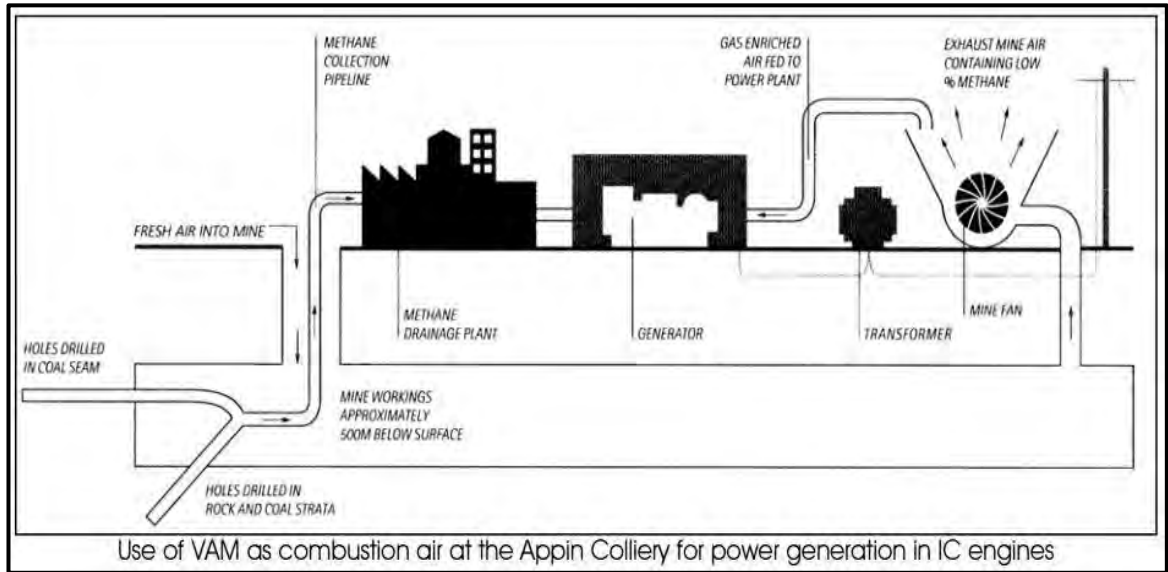 METHANE
COLLECTION
PIPELINE
GAS ENRICHED
AIR FED TO
POWER PLANT
EXHAUST MINE AIR
CONTAINING LOW
% METHANE
FRESH AIR INTO MINE
METHANE
DRAINAGE PLANT
GENERATOR
TRANSFORMER
MINE FAN
HOLES DRILLED
IN COAL SEAM
MINE WORKINGS
APPROXIMATELY
500M BELOW SURFACE
HOLES DRILLED IN
ROCK AND COAL STRATA
Use of VAM as combustion air at the Appin Colliery for power generation in IC engines